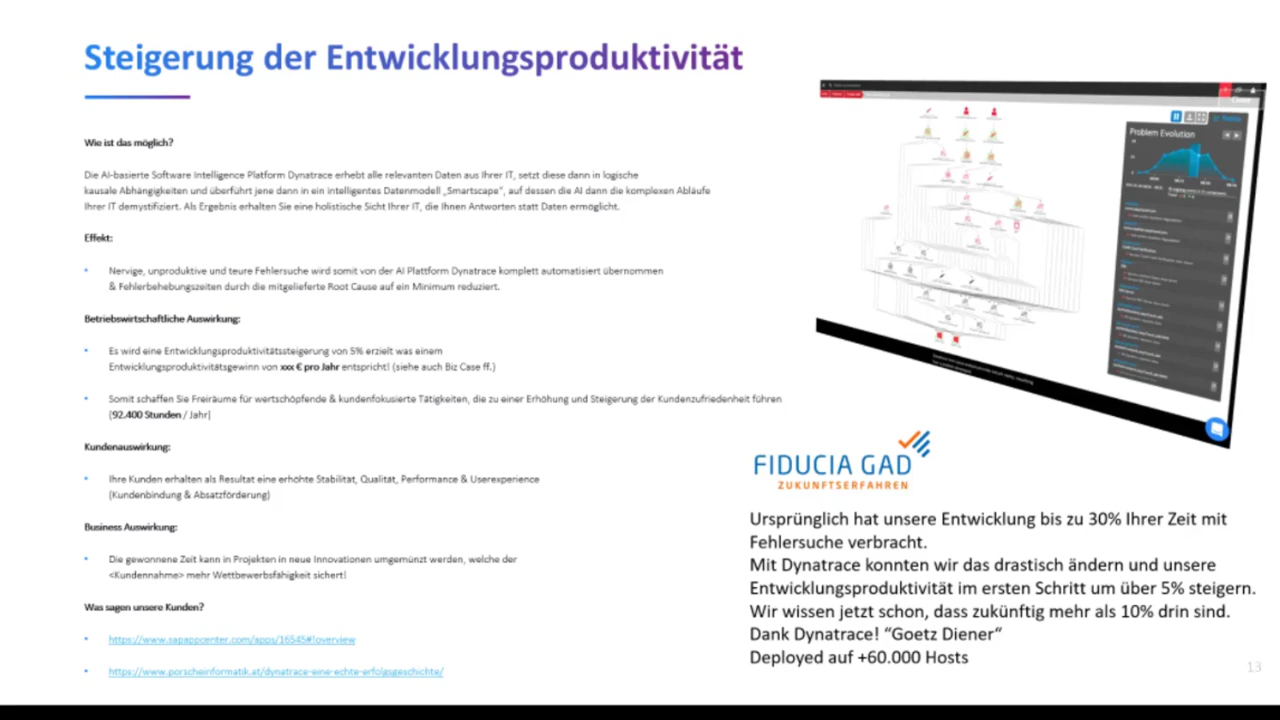 Steigerung der Entwicklungsproduktivität
Wie ist das möglich?
Die AI-basierte Software Intelligence Platform Dynatrace erhebt alle relevanten Daten aus Ihrer IT, setzt diese dann in logische
kausale Abhängigkeiten und überführt jene dann in ein intelligentes Datenmodell „Smartscape", auf dessen die AI dann die komplexen Abläufe
Ihrer IT demystifiziert. Als Ergebnis erhalten Sie eine holistische Sicht Ihrer IT, die Ihnen Antworten statt Daten ermöglicht.
Effekt:
• Nervige, unproduktive und teure Fehlersuche wird somit von der AI Plattform Dynatrace komplett automatisiert übernommen
& Fehlerbehebungszeiten durch die mitgelieferte Root Cause auf ein Minimum reduziert.
Betriebswirtschaftliche Auswirkung:
• Es wird eine Entwicklungsproduktivitätssteigerung von 5% erzielt was einem
Entwicklungsproduktivitätsgewinn von xxx € pro Jahr entspricht! (siehe auch Biz Case ff.)
• Somit schaffen Sie Freiräume für wertschöpfende & kundenfokusierte Tätigkeiten, die zu einer Erhöhung und Steigerung der Kundenzufriedenheit führen
(92.400 Stunden / Jahr)
Kundenauswirkung:
• Ihre Kunden erhalten als Resultat eine erhöhte Stabilität, Qualität, Performance & Userexperience
(Kundenbindung & Absatzförderung)
Business Auswirkung:
• Die gewonnene Zeit kann in Projekten in neue Innovationen umgemünzt werden, welche der
<Kundennahme> mehr Wettbewerbsfähigkeit sichert!
Was sagen unsere Kunden?
• https://www.sapappcenter.com/apps/16545#!overview
• https://www.porscheinformatik.at/dynatrace-eine-echte-erfolgsgeschichte/
Problem Evolution
FIDUCIA GAD
ZUKUNFTSERFAHREN
Ursprünglich hat unsere Entwicklung bis zu 30% Ihrer Zeit mit
Fehlersuche verbracht.
Mit Dynatrace konnten wir das drastisch ändern und unsere
Entwicklungsproduktivität im ersten Schritt um über 5% steigern.
Wir wissen jetzt schon, dass zukünftig mehr als 10% drin sind.
Dank Dynatrace! “Goetz Diener“
Deployed auf +60.000 Hosts
13